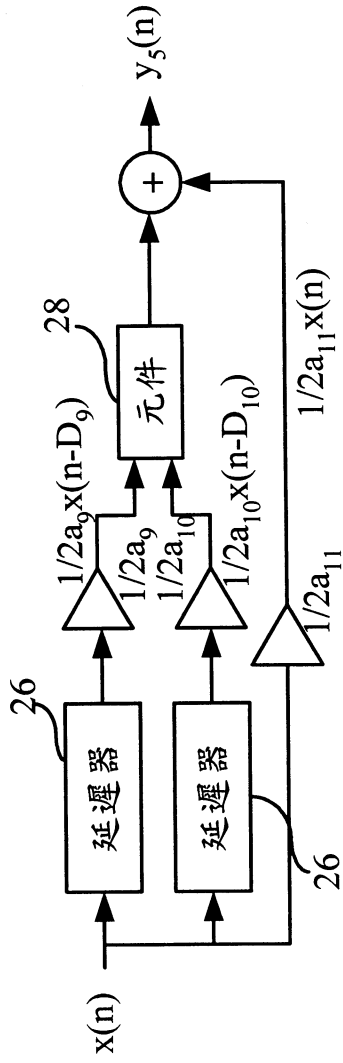 x(n)
26
延遲器
延遲器
26
1/2a₉x(n-D₉)
1/2a₉
1/2a₁₀
1/2a₁₀x(n-D₁₀)
1/2a₁₁
28
元件
1/2a₁₁x(n)
+
y₅(n)